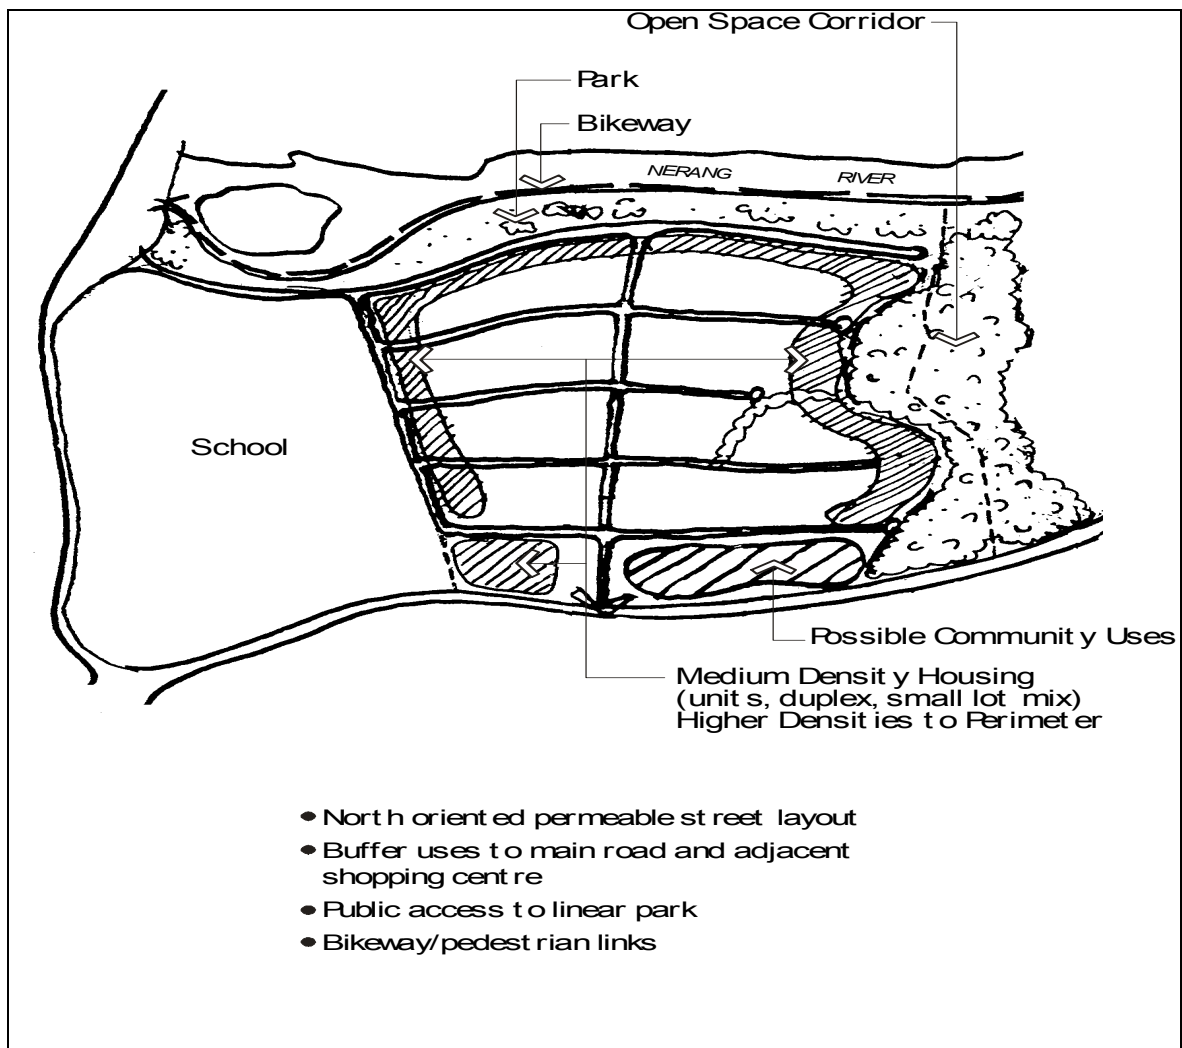 Open Space Corridor
Park
Bikeway
NERANG RIVER
School
Possible Community Uses
Medium Density Housing
(units, duplex, small lot mix)
Higher Densities to Perimeter
• North oriented permeable street layout
• Buffer uses to main road and adjacent
shopping centre
• Public access to linear park
• Bikeway/pedestrian links